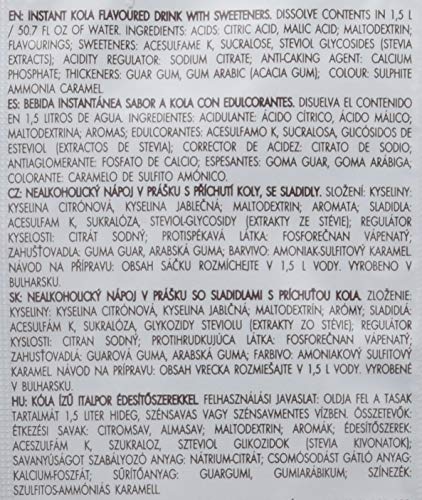 EN: INSTANT KOLA FLAVOURED DRINK WITH SWEETENERS. DISSOLVE CONTENTS IN 1,5 L
/ 50.7 FL OZ OF WATER. INGREDIENTS: ACIDS: CITRIC ACID, MALIC ACID; MALTODEXTRIN;
FLAVOURINGS; SWEETENERS: ACESULFAME K, SUCRALOSE, STEVIOL GLYCOSIDES (STEVIA
EXTRACTS); ACIDITY REGULATOR: SODIUM CITRATE; ANTI-CAKING AGENT: CALCIUM
PHOSPHATE; THICKENERS: GUAR GUM, GUM ARABIC (ACACIA GUM); COLOUR: SULPHITE
AMMONIA CARAMEL
ES: BEBIDA INSTANTÁNEA SABOR A KOLA CON EDULCORANTES. DISUELVA EL CONTENIDO
EN 1,5 LITROS DE AGUA. INGREDIENTES: ACIDULANTE: ÁCIDO CÍTRICO, ÁCIDO MÁLICO;
MALTODEXTRINA; AROMAS; EDULCORANTES: ACESULFAMO K, SUCRALOSA, GLICÓSIDOS DE
ESTEVIOL (EXTRACTOS DE STEVIA); CORRECTOR DE ACIDEZ: CITRATO DE SODIO;
ANTIAGLOMERANTE: FOSFATO DE CALCIO; ESPESANTES: GOMA GUAR, GOMA ARÁBIGA;
COLORANTE: CARAMELO DE SULFITO AMÓNICO.
CZ: NEALKOHOLICKÝ NÁPOJ V PRÁŠKU S PŘÍCHUTÍ KOLY, SE SLADIDLY. SLOŽENÍ: KYSELINY:
KYSELINA CITRÓNOVÁ, KYSELINA JABLEČNÁ; MALTODEXTRIN; AROMATA; SLADIDLA:
ACESULFAM K, SUKRALÓZA, STEVIOL-GLYCOSIDY (EXTRAKTY ZE STÉVIE); REGULÁTOR
KYSELOSTI: CITRÁT SODNÝ; PROTISPÉKAVÁ LÁTKA: FOSFOREČNAN VÁPENATÝ;
ZAHUŠŤOVADLA: GUMA GUAR, ARABSKÁ GUMA; BARVIVO: AMONIAK-SULFITOVÝ KARAMEL
NÁVOD NA PŘÍPRAVU: OBSAH SÁČKU ROZMÍCHEJTE V 1,5 L VODY. VYROBENO V
BULHARSKU.
SK: NEALKOHOLICKÝ NÁPOJ V PRÁŠKU SO SLADIDLAMI S PRÍCHUŤOU KOLA. ZLOŽENIE:
KYSELINY: KYSELINA CITRÓNOVÁ, KYSELINA JABLČNÁ; MALTODEXTRÍN; ARÓMY; SLADIDLÁ:
ACESULFÁM K, SUKRALÓZA, GLYKOZIDY STEVIOLU (EXTRAKTY ZO STÉVIE); REGULÁTOR
KYSLOSTI: CITRAN SODNÝ; PROTIHRUDKUJÚCA LÁTKA: FOSFOREČNAN VÁPENATÝ;
ZAHUSŤOVADLÁ: GUAROVÁ GUMA, ARABSKÁ GUMA; FARBIVO: AMONIAKOVÝ SULFITOVÝ
KARAMEL NÁVOD NA PRÍPRAVU: OBSAH VRECKA ROZMIEŠAJTE V 1,5 L VODY. VYROBENÉ
V BULHARSKU
HU: KÓLA ÍZŰ ITALPOR ÉDESÍTŐSZEREKKEL. FELHASZNÁLÁSI JAVASLAT: OLDJA FEL A TASAK
TARTALMÁT 1,5 LITER HIDEG, SZÉNSAVAS VAGY SZÉNSAVMENTES VÍZBEN. ÖSSZETEVŐK:
ÉTKEZÉSI SAVAK: CITROMSAV, ALMASAV; MALTODEXTRIN; AROMÁK; ÉDESÍTŐSZEREK:
ACESZULFÁM K, SZUKRALÓZ, SZTEVIOL GLIKOZIDOK (STEVIA KIVONATOK);
SAVANYÚSÁGOT SZABÁLYOZÓ ANYAG: NÁTRIUM-CITRÁT; CSOMÓSODÁST GÁTLÓ ANYAG:
KALCIUM-FOSZFÁT; SŰRÍTŐANYAG: GUARGUMI, GUMIARÁBIKUM; SZÍNEZÉK:
SZULFITOS-AMMÓNIÁS KARAMELL